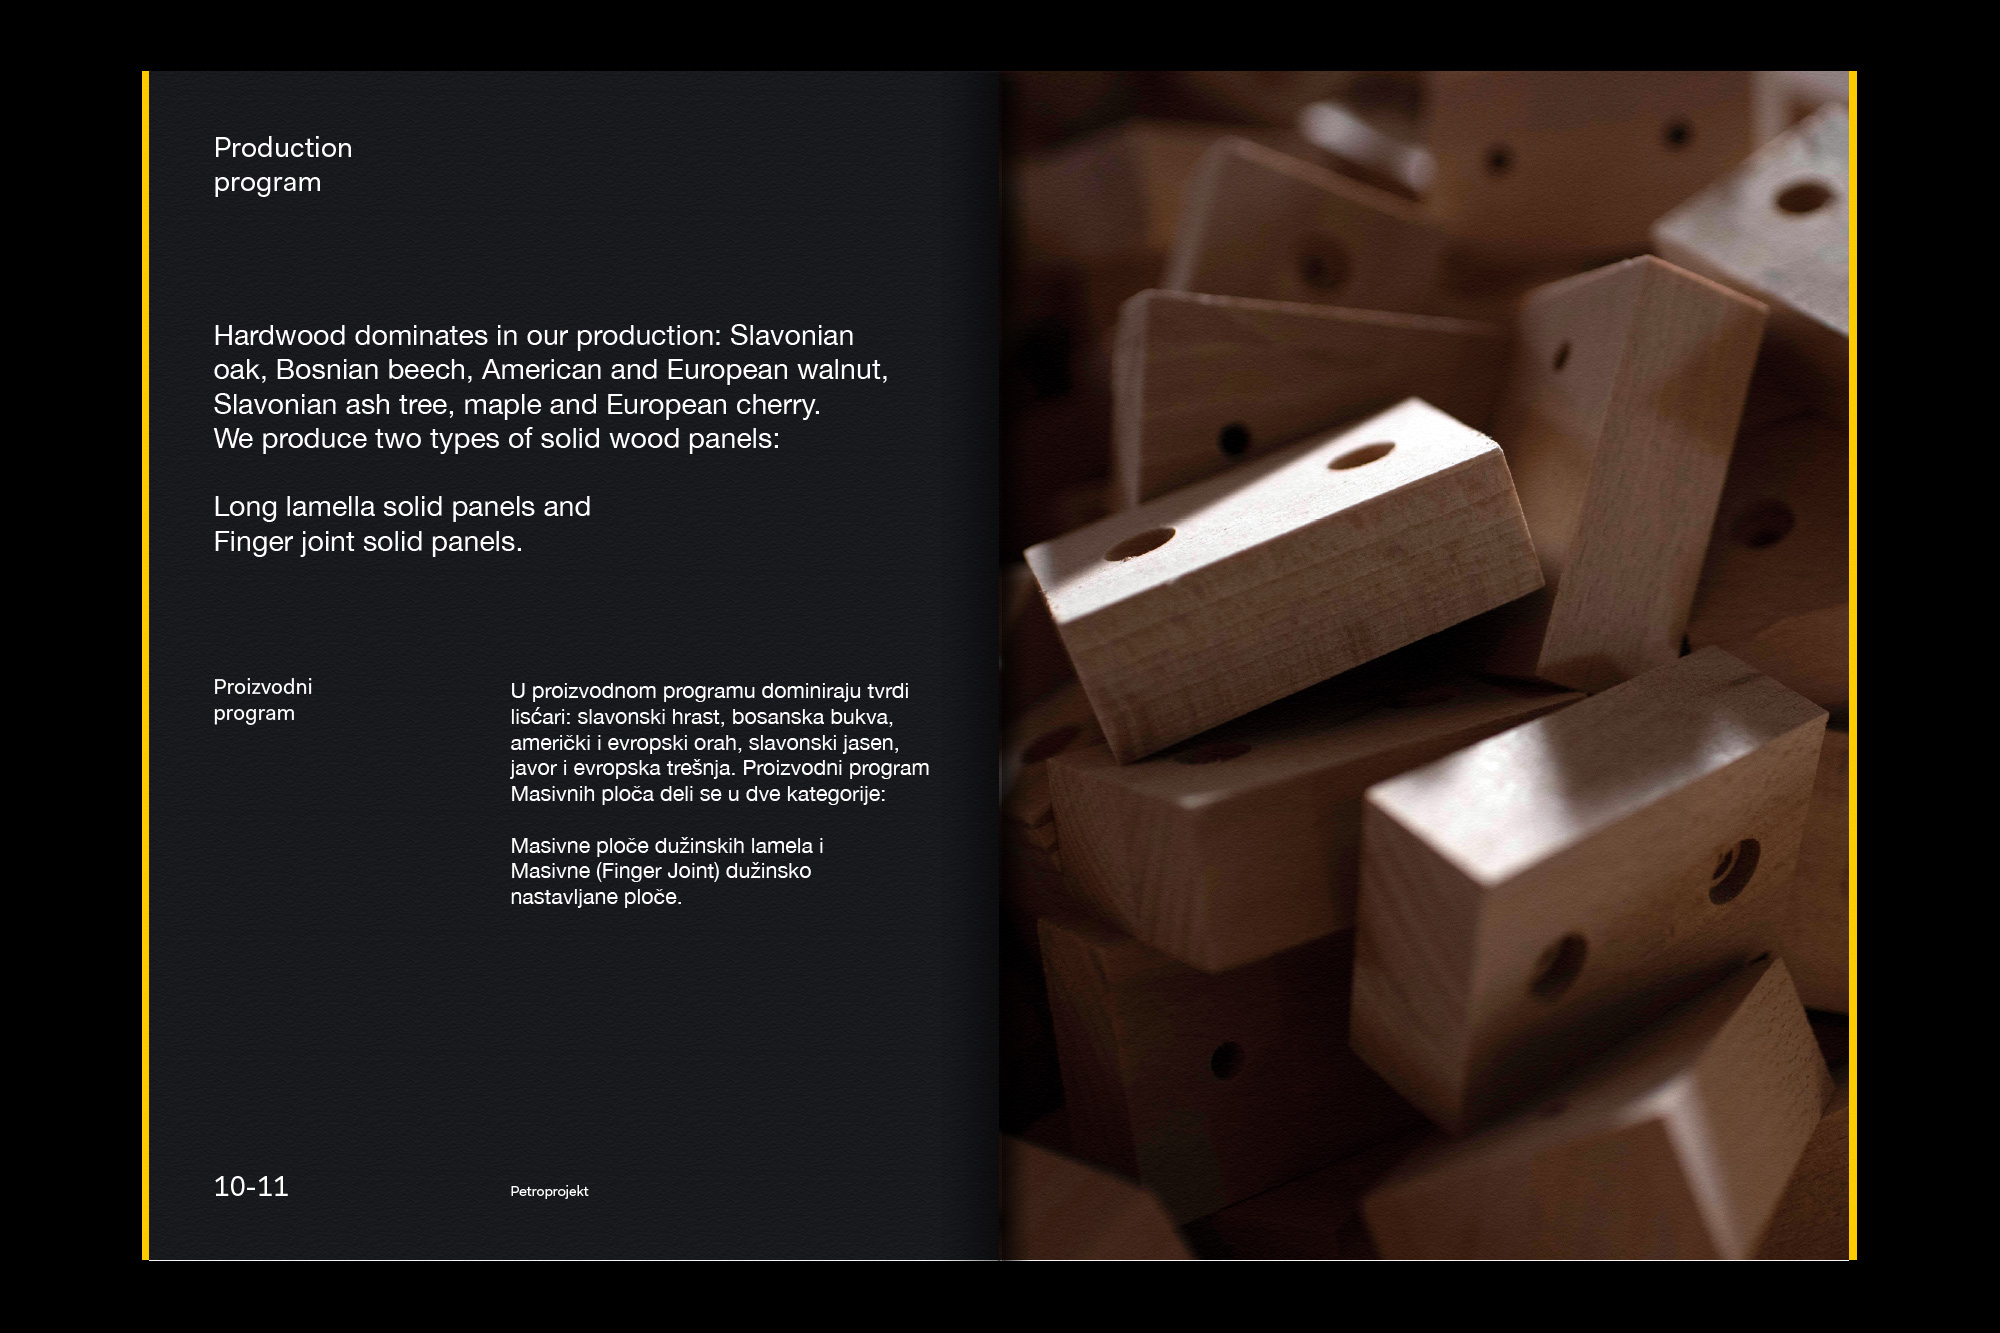 Production
program
Hardwood dominates in our production: Slavonian
oak, Bosnian beech, American and European walnut,
Slavonian ash tree, maple and European cherry.
We produce two types of solid wood panels:
Long lamella solid panels and
Finger joint solid panels.
Proizvodni
program
U proizvodnom programu dominiraju tvrdi
lisćari: slavonski hrast, bosanska bukva,
američki i evropski orah, slavonski jasen,
javor i evropska trešnja. Proizvodni program
Masivnih ploča deli se u dve kategorije:
Masivne ploče dužinskih lamela i
Masivne (Finger Joint) dužinsko
nastavljane ploče.
10-11
Petroprojekt